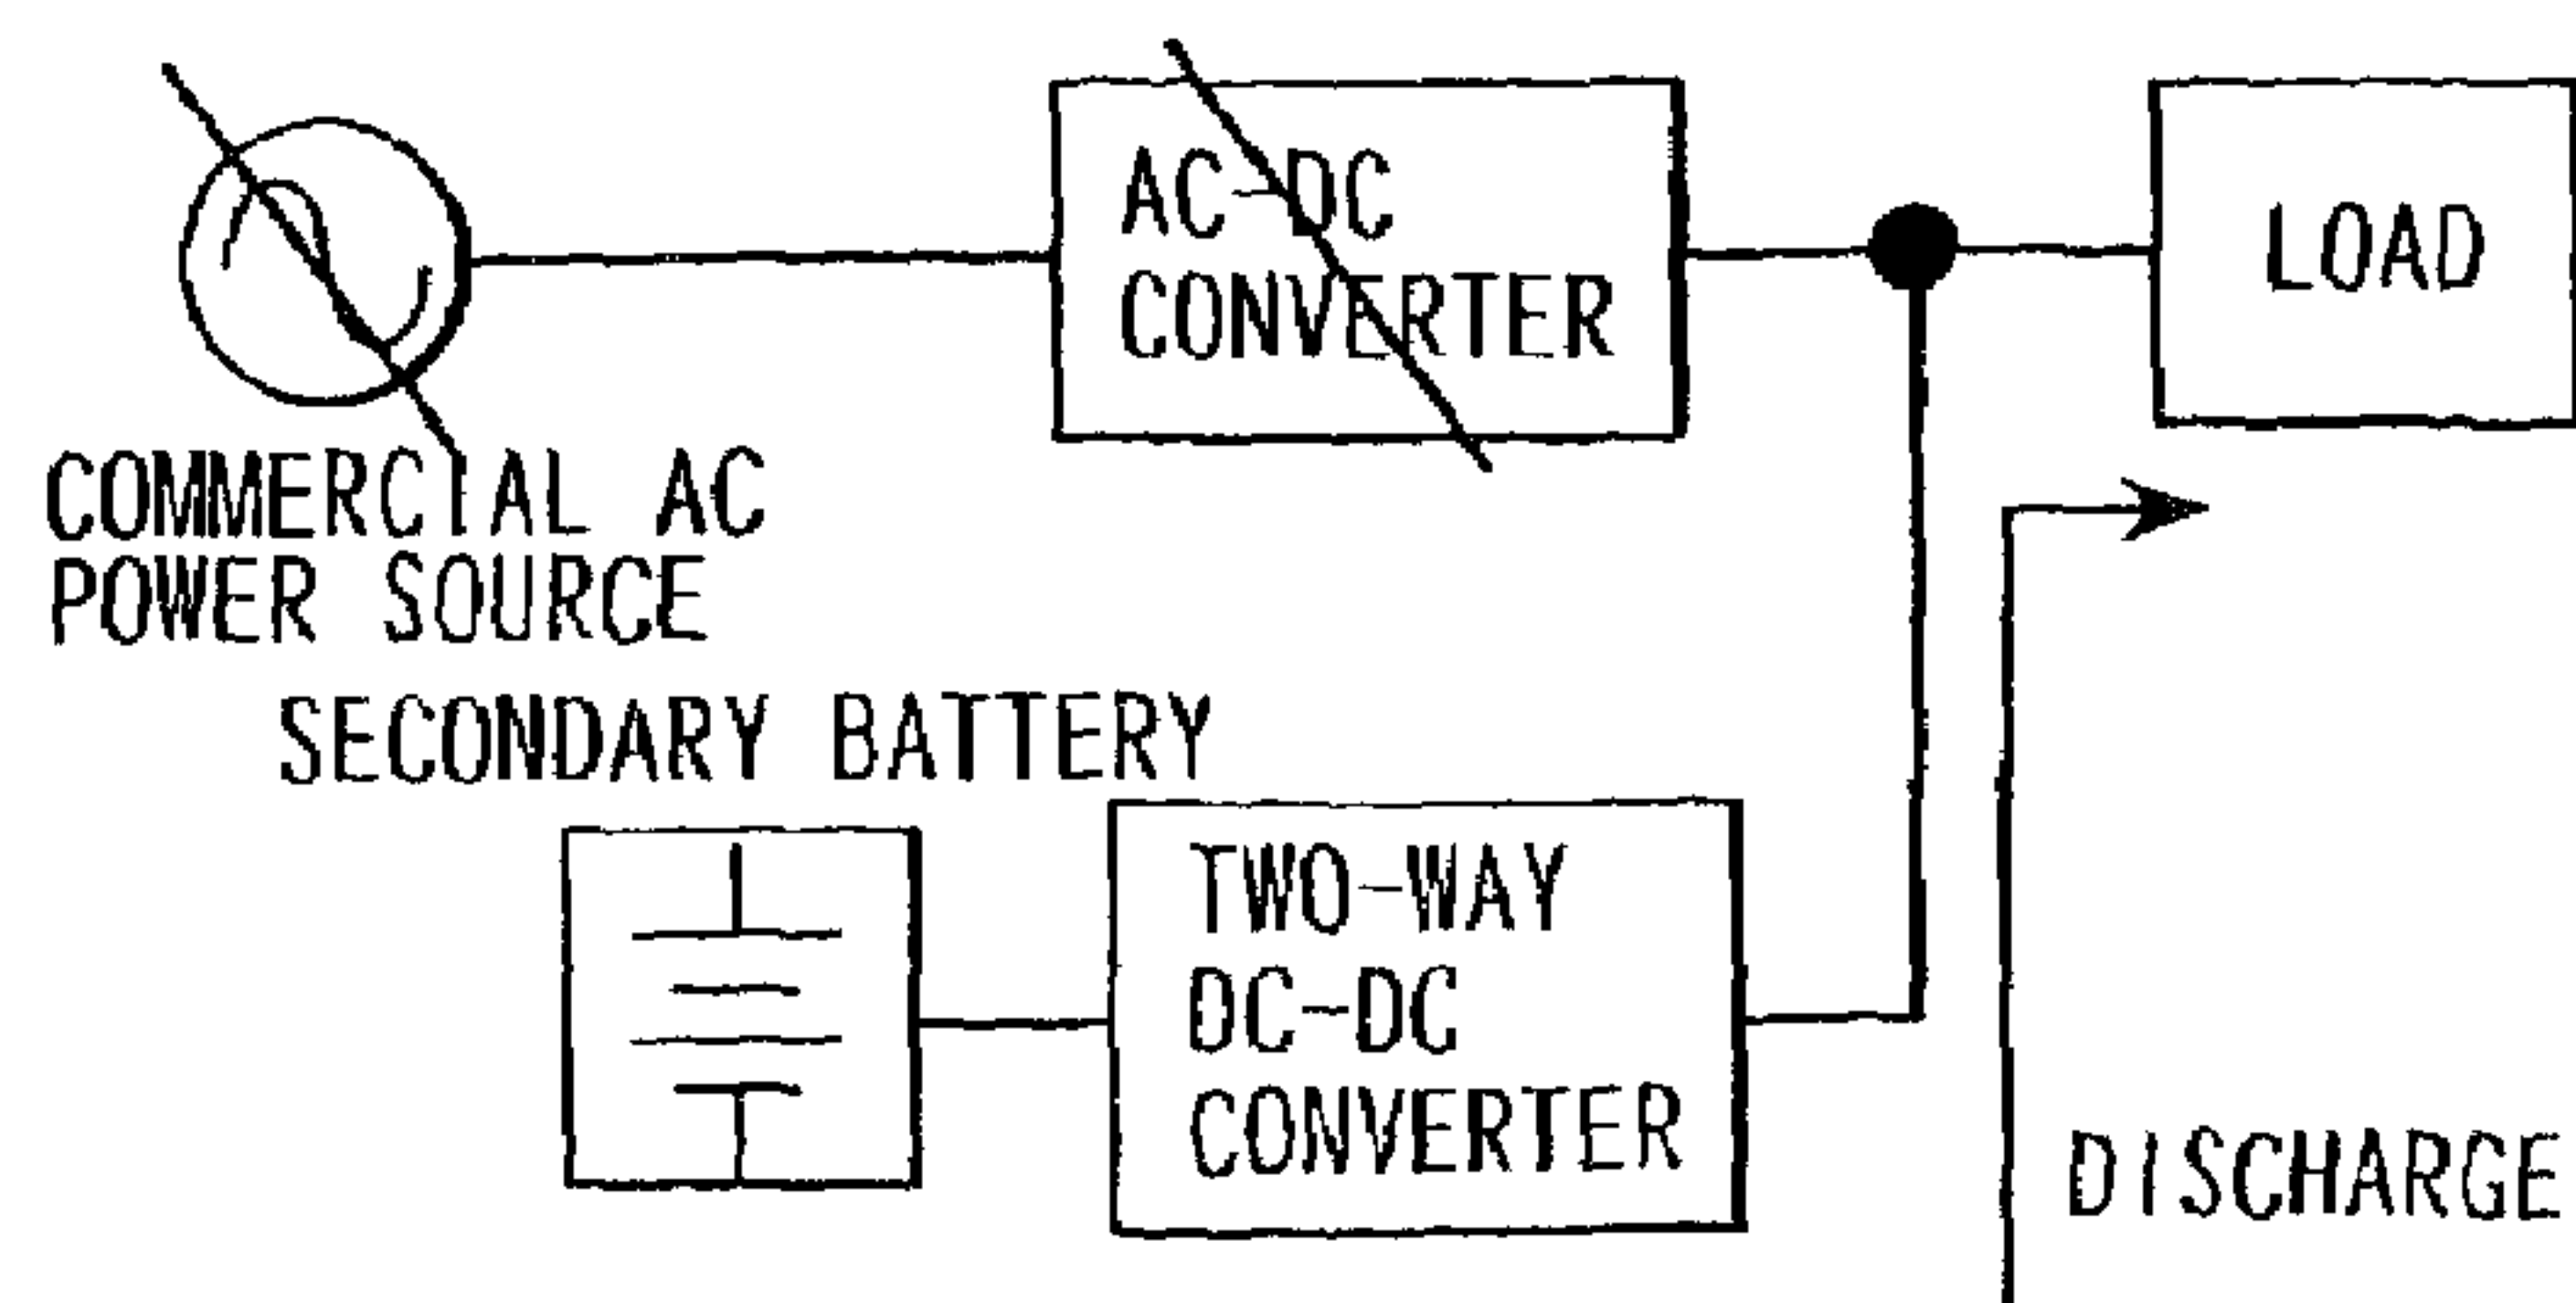 AC-DC
CONVERTER
LOAD
COMMERCIAL AC
POWER SOURCE
SECONDARY BATTERY
TWO-WAY
DC-DC
CONVERTER
DISCHARGE